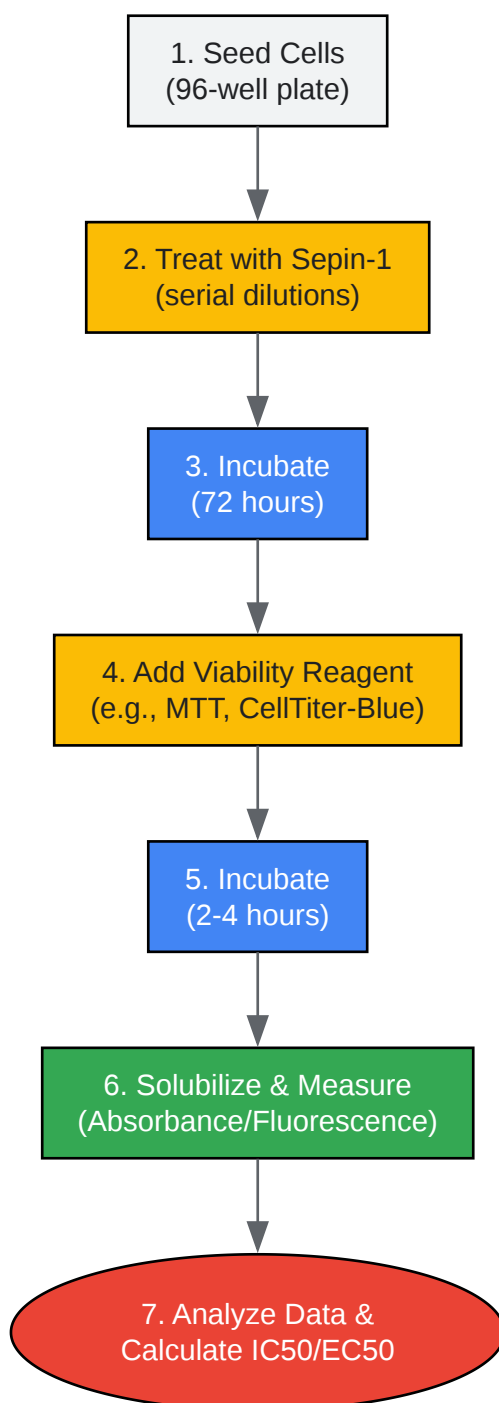 1. Seed Cells
(96-well plate)
2. Treat with Sepin-1
(serial dilutions)
3. Incubate
(72 hours)
4. Add Viability Reagent
(e.g., MTT, CellTiter-Blue)
5. Incubate
(2-4 hours)
6. Solubilize & Measure
(Absorbance/Fluorescence)
7. Analyze Data &
Calculate IC50/EC50